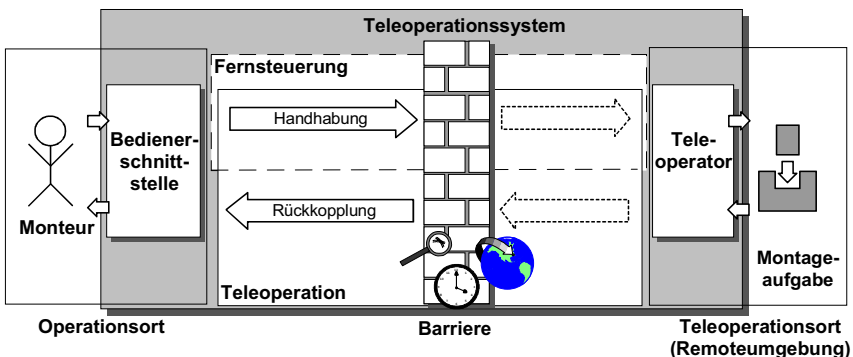 Teleoperationssystem
Fernsteuerung
Handhabung
Bediener-
schnitt-
stelle
Tele-
operator
Monteur
Rückkopplung
Montage-
aufgabe
Teleoperation
Operationsort
Barriere
Teleoperationsort
(Remoteumgebung)